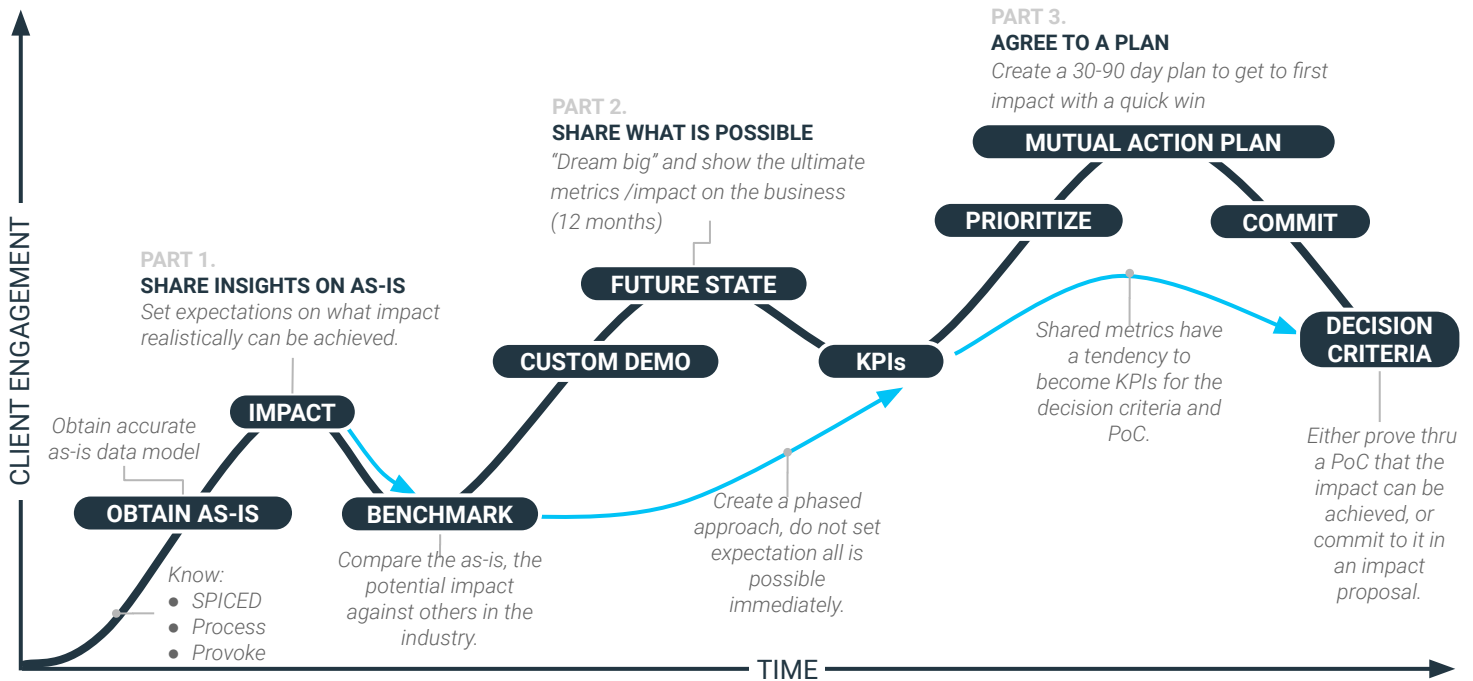 CLIENT ENGAGEMENT
PART 1.
SHARE INSIGHTS ON AS-IS
Set expectations on what impact
realistically can be achieved.
IMPACT
Obtain accurate
as-is data model
OBTAIN AS-IS
Know:
● SPICED
● Process
● Provoke
BENCHMARK
Compare the as-is, the
potential impact
against others in the
industry.
PART 2.
SHARE WHAT IS POSSIBLE
“Dream big” and show the ultimate
metrics /impact on the business
(12 months)
FUTURE STATE
CUSTOM DEMO
KPIs
Create a phased
approach, do not set
expectation all is
possible
immediately.
PART 3.
AGREE TO A PLAN
Create a 30-90 day plan to get to first
impact with a quick win
MUTUAL ACTION PLAN
PRIORITIZE
COMMIT
Shared metrics have
a tendency to
become KPIs for the
decision criteria and
PoC.
DECISION
CRITERIA
Either prove thru
a PoC that the
impact can be
achieved, or
commit to it in
an impact
proposal.
TIME